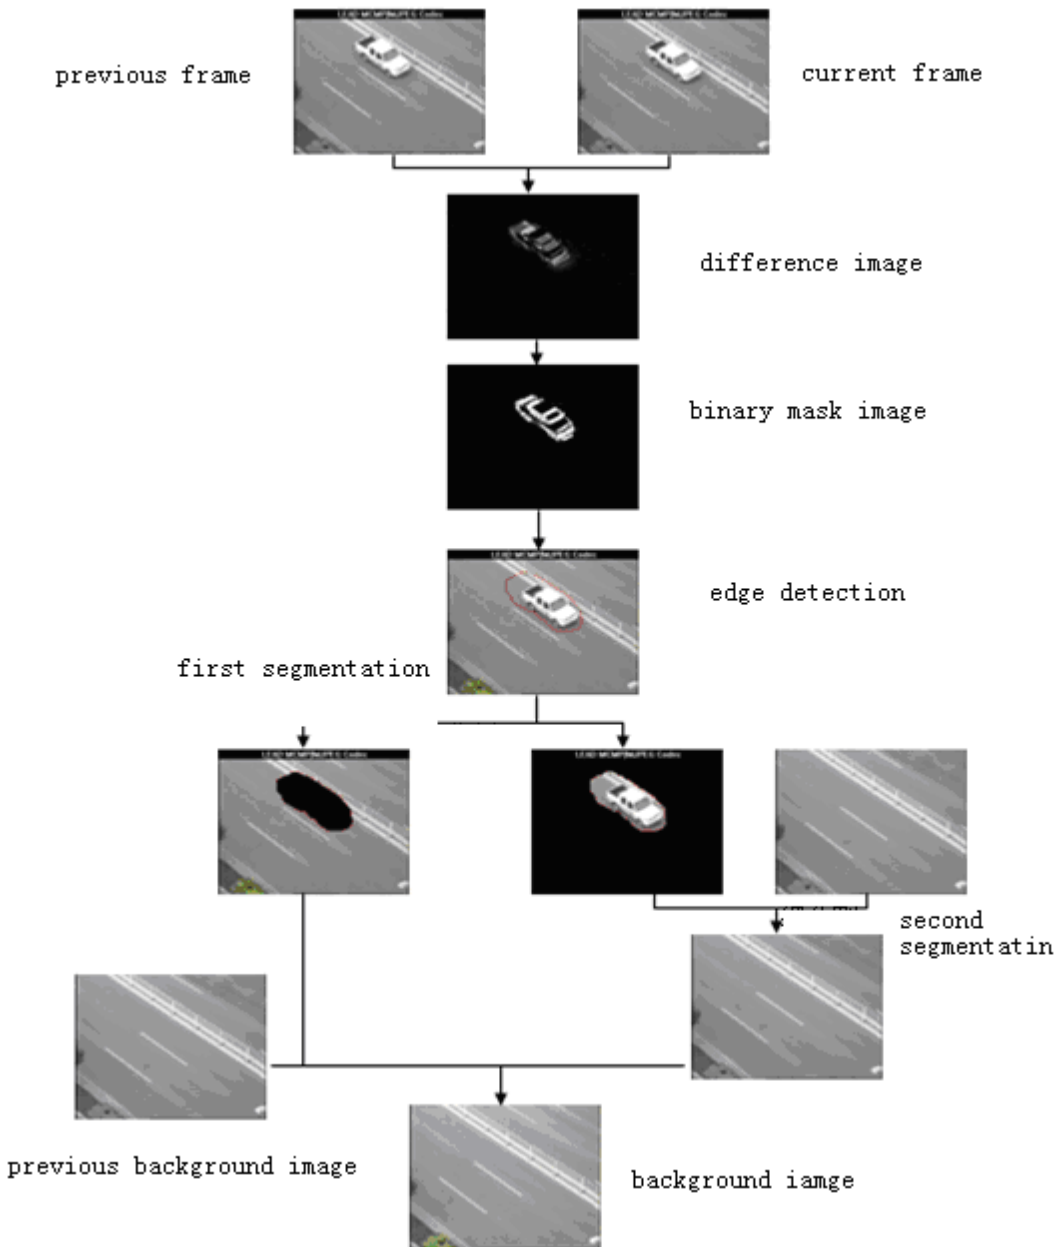 previous frame
current frame
difference image
binary mask image
edge detection
first segmentation
second
segmentatin
previous background image
background iamge